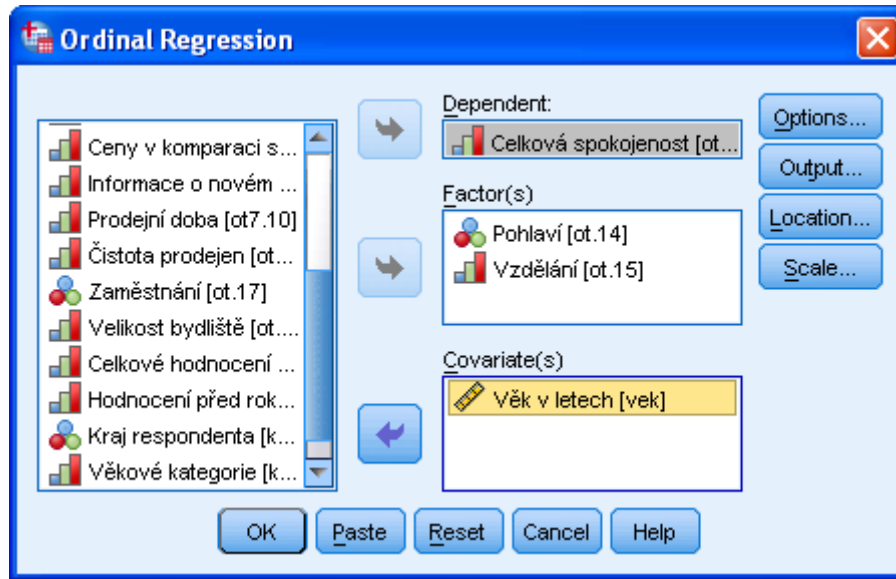 Ordinal Regression
Ceny v komparaci s...
Informace o novém ...
Prodejní doba [ot7.10]
Čistota prodejen [ot...
Zaměstnání [ot.17]
Velikost bydliště [ot....
Celkové hodnocení ...
Hodnocení před rok...
Kraj respondenta [k...
Věkové kategorie [k...
Dependent:
Celková spokojenost [ot...
Factor(s)
Pohlaví [ot.14]
Vzdělání [ot.15]
Covariate(s)
Věk v letech [vek]
Options...
Output...
Location...
Scale...
OK
Paste
Reset
Cancel
Help